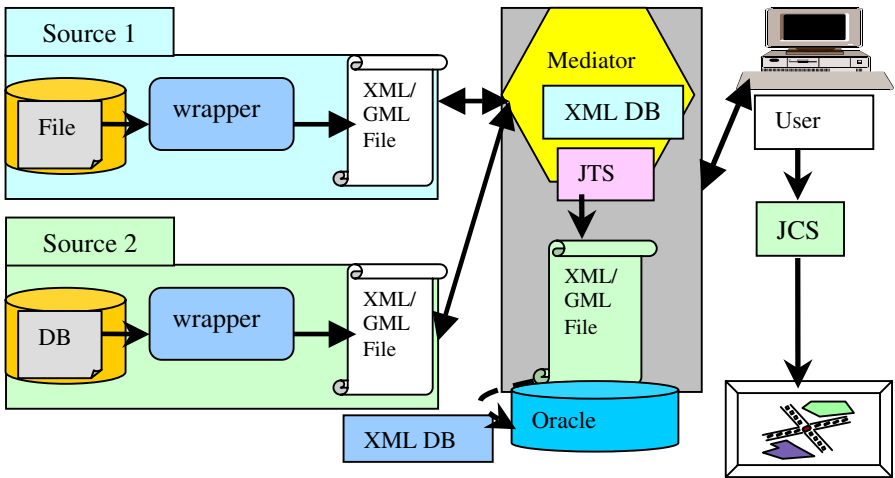 Source 1
File
wrapper
XML/
GML
File
Source 2
DB
wrapper
XML/
GML
File
Mediator
XML DB
JTS
XML/
GML
File
XML DB
Oracle
User
JCS